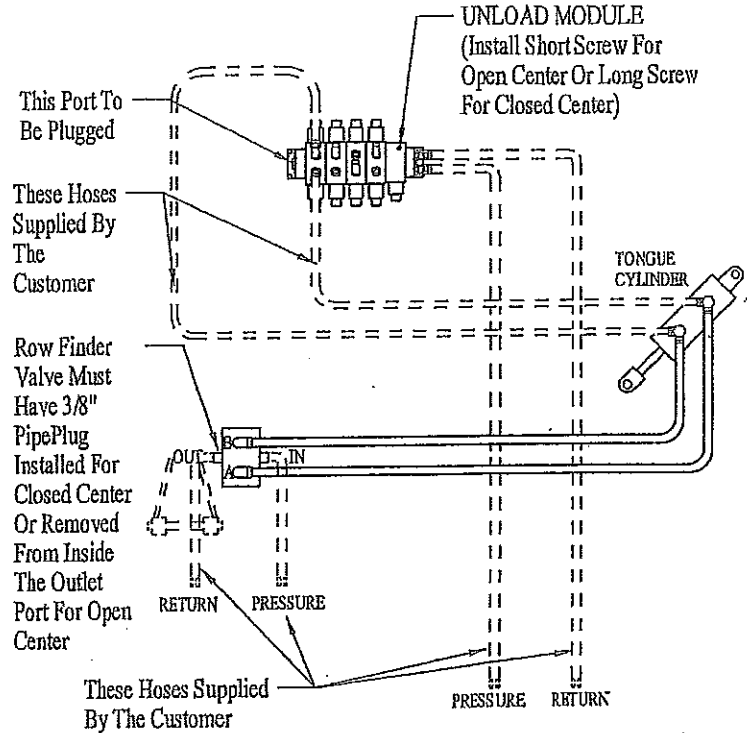 UNLOAD MODULE
(Install Short Screw For
Open Center Or Long Screw
For Closed Center)
This Port To
Be Plugged
These Hoses
Supplied By
The
Customer
TONGUE
CYLINDER
Row Finder
Valve Must
Have 3/8"
PipePlug
Installed For
Closed Center
Or Removed
From Inside
The Outlet
Port For Open
Center
B
OUT
IN
A
RETURN
PRESSURE
These Hoses Supplied
By The Customer
PRESSURE
RETURN